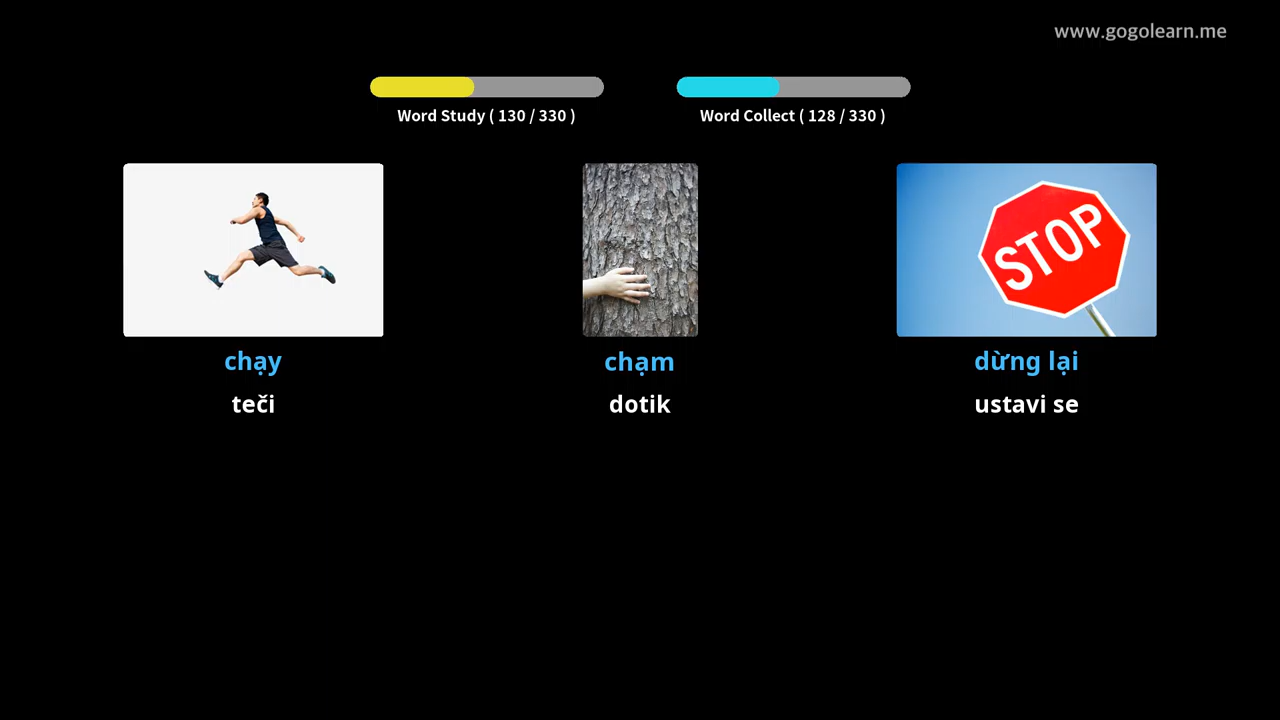 www.gogolearn.me
Word Study ( 130 / 330 )
Word Collect ( 128 / 330 )
STOP
chạy
chạm
dừng lại
teči
dotik
ustavi se